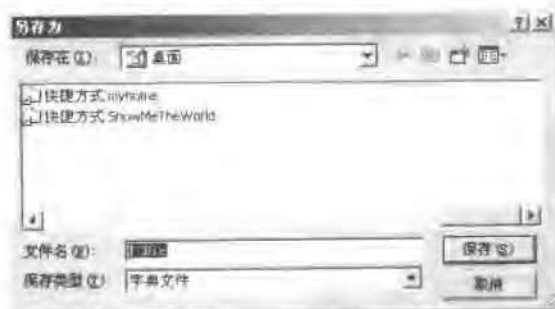 另存为
保存在(I): 桌面
快捷方式 myhome
快捷方式 ShowMeTheWorld
文件名(N):
保存(S)
保存类型(T): 字典文件
取消